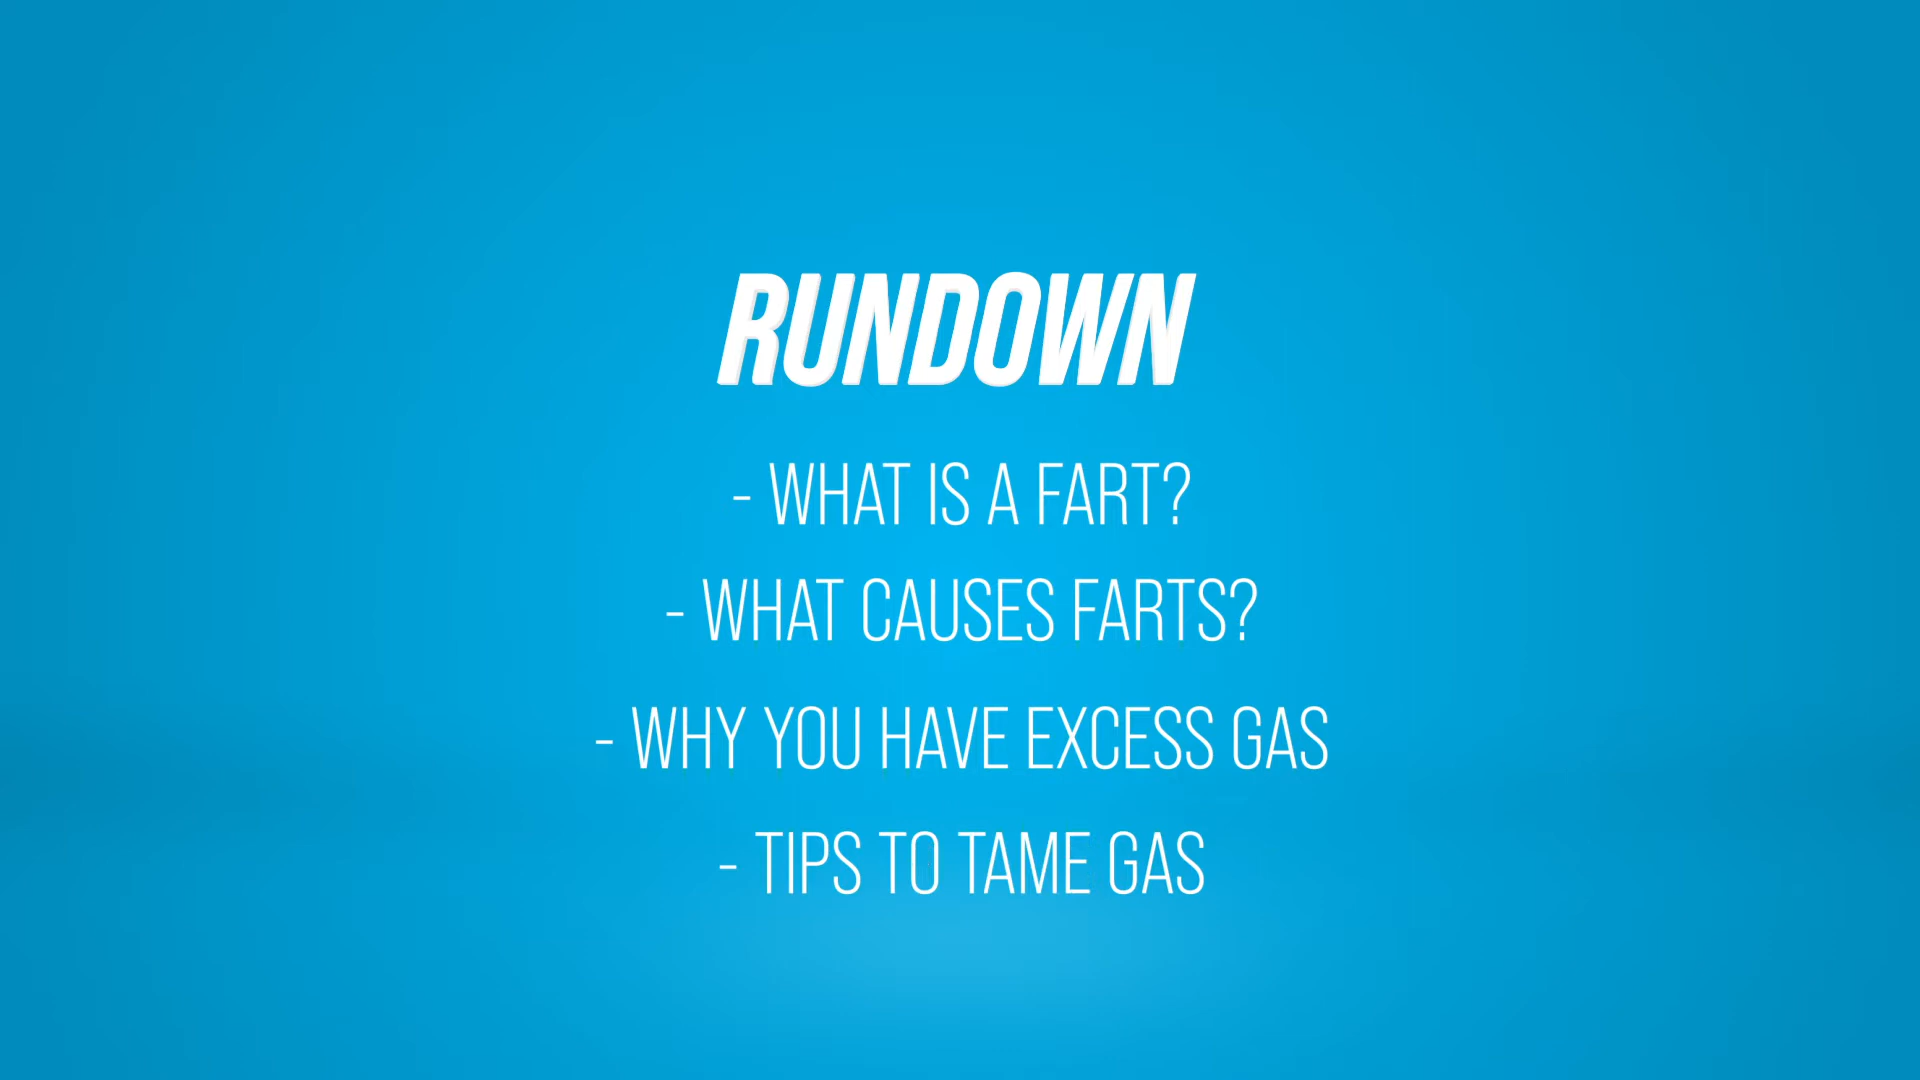 RUNDOWN
- WHAT IS A FART?
- WHAT CAUSES FARTS?
- WHY YOU HAVE EXCESS GAS
- TIPS TO TAME GAS